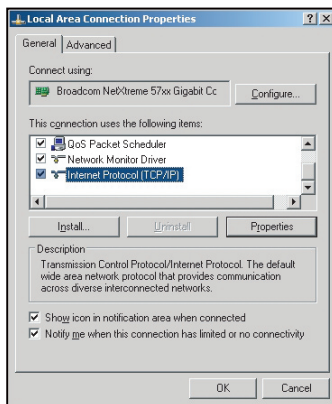 Local Area Connection Properties
General
Advanced
Connect using:
Broadcom NetXtreme 57xx Gigabit Cc
Configure...
This connection uses the following items:
QoS Packet Scheduler
Network Monitor Driver
Internet Protocol (TCP/IP)
Install...
Uninstall
Properties
Description
Transmission Control Protocol/Internet Protocol. The default
wide area network protocol that provides communication
across diverse interconnected networks.
Show icon in notification area when connected
Notify me when this connection has limited or no connectivity
OK
Cancel